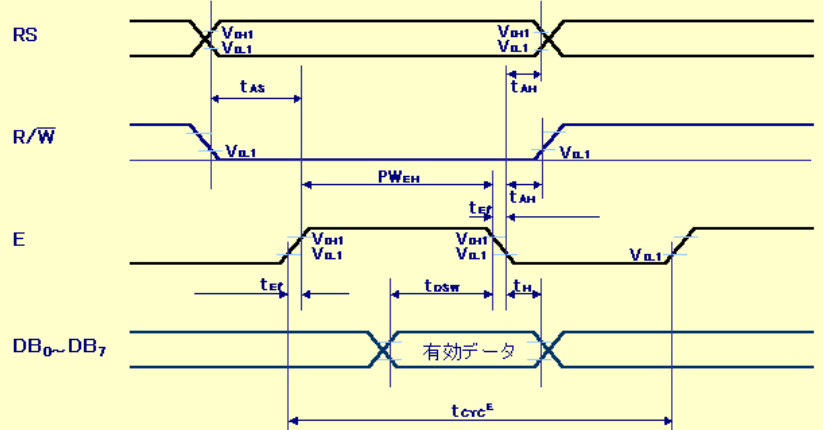 RS
VOH1
VOL1
VOH1
VOL1
tAS
tAH
R/W̅
VOL1
VOL1
PWEH
tAH
tEf
E
VOH1
VOL1
VOH1
VOL1
VOL1
tEr
tDSW
tH
DB0~DB7
有効データ
tCYCE